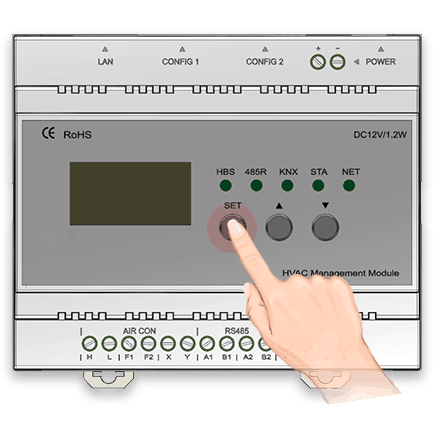 LAN CONFIG 1 CONFIG 2 + − POWER
CE RoHS DC12V/1.2W
HBS 485R KNX STA NET
SET
HVAC Management Module
AIR CON RS485
H L F1 F2 X Y A1 B1 A2 B2